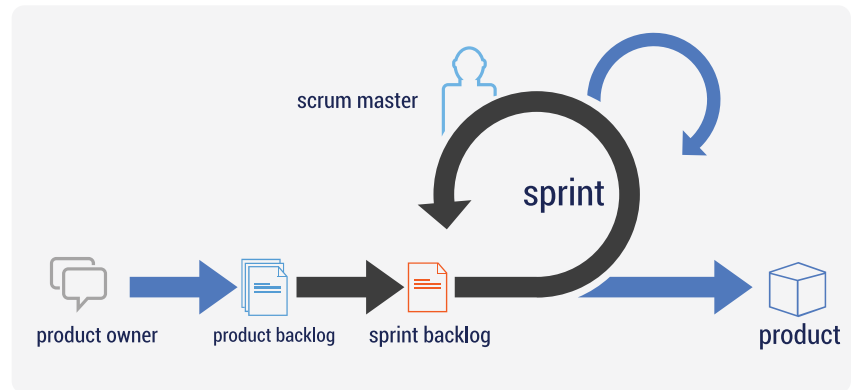 scrum master
sprint
product owner
product backlog
sprint backlog
product